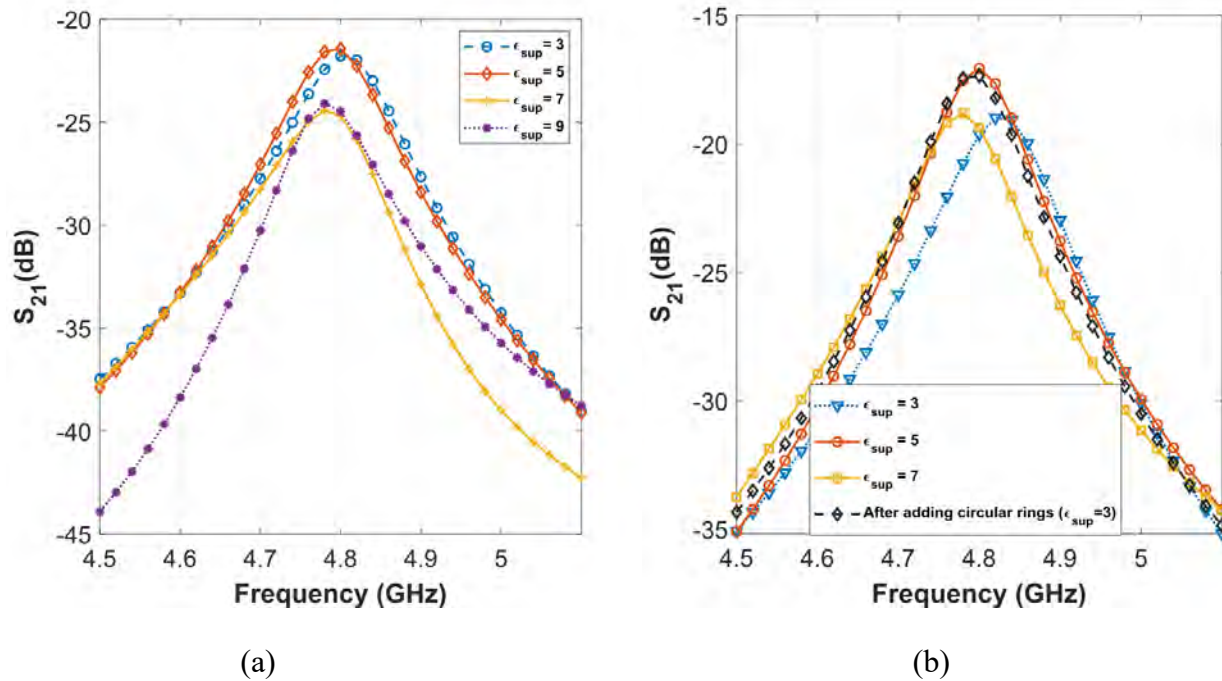 -20
-25
-30
-35
-40
-45
S21(dB)
4.5 4.6 4.7 4.8 4.9 5
Frequency (GHz)
ϵsup = 3
ϵsup = 5
ϵsup = 7
ϵsup = 9
(a)
-15
-20
-25
-30
-35
S21(dB)
4.5 4.6 4.7 4.8 4.9 5
Frequency (GHz)
ϵsup = 3
ϵsup = 5
ϵsup = 7
After adding circular rings (ϵsup=3)
(b)